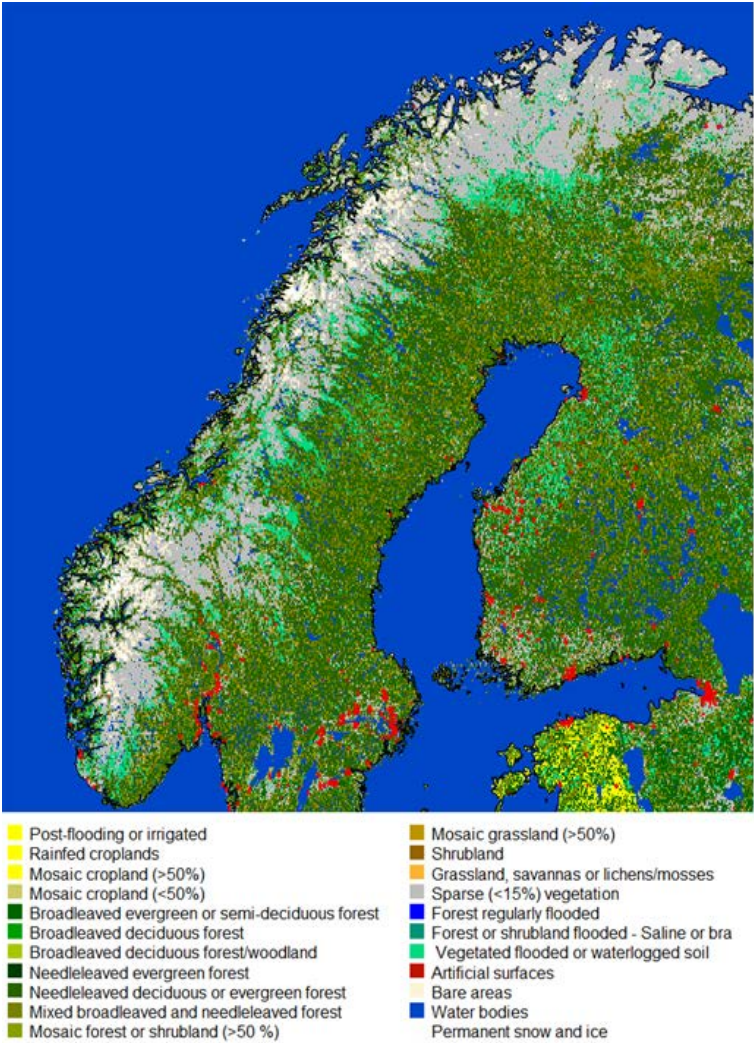 Post-flooding or irrigated
Rainfed croplands
Mosaic cropland (>50%)
Mosaic cropland (<50%)
Broadleaved evergreen or semi-deciduous forest
Broadleaved deciduous forest
Broadleaved deciduous forest/woodland
Needleleaved evergreen forest
Needleleaved deciduous or evergreen forest
Mixed broadleaved and needleleaved forest
Mosaic forest or shrubland (>50 %)
Mosaic grassland (>50%)
Shrubland
Grassland, savannas or lichens/mosses
Sparse (<15%) vegetation
Forest regularly flooded
Forest or shrubland flooded - Saline or bra
Vegetated flooded or waterlogged soil
Artificial surfaces
Bare areas
Water bodies
Permanent snow and ice